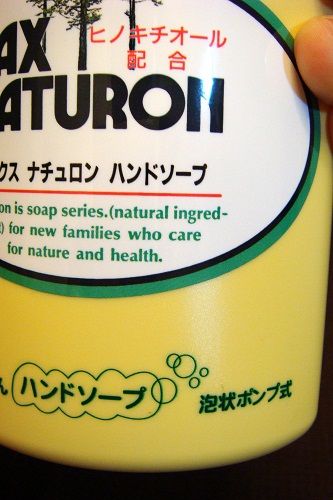 ヒノキチオール
配合
AX
ATURON
クス ナチュロン ハンドソープ
on is soap series.(natural ingred-
) for new families who care
for nature and health.
ん ハンドソープ
泡状ポンプ式